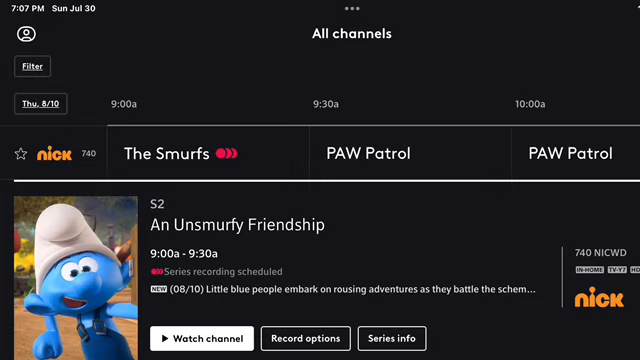 7:07 PM Sun Jul 30
All channels
Filter
Thu, 8/10 9:00a 9:30a 10:00a
nick 740 The Smurfs PAW Patrol PAW Patrol
S2
An Unsmurfy Friendship
9:00a - 9:30a
740 NICWD
Series recording scheduled
IN-HOME TV-Y7 HD
NEW (08/10) Little blue people embark on rousing adventures as they battle the schem...
nick
Watch channel Record options Series info